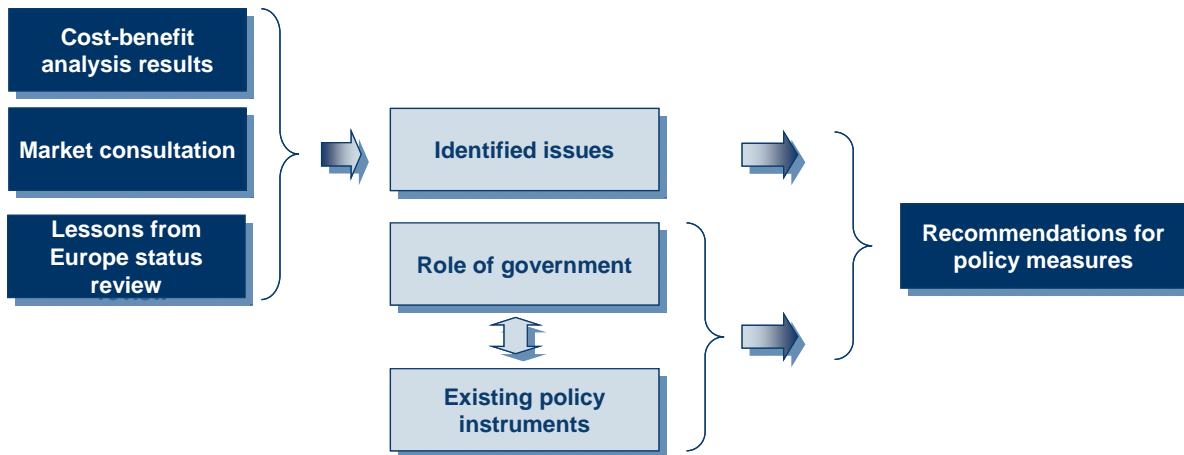 Cost-benefit
analysis results
Market consultation
Lessons from
Europe status
review
Identified issues
Role of government
Existing policy
instruments
Recommendations for
policy measures